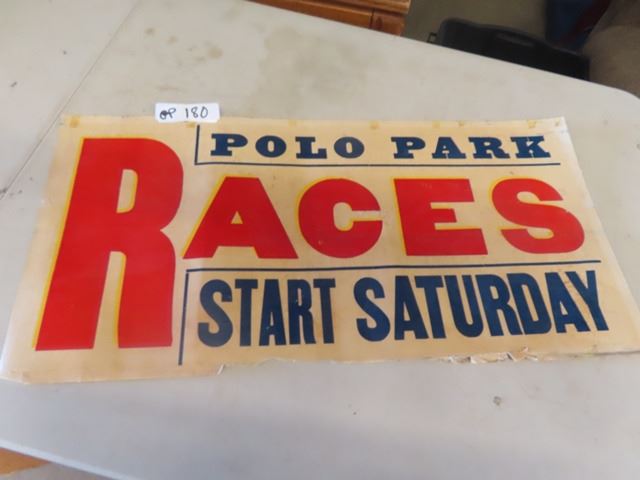 OP 180
POLO PARK
RACES
START SATURDAY